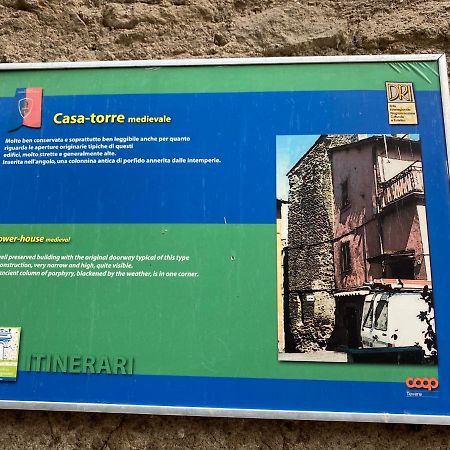 Casa-torre medievale
Molto ben conservata e soprattutto ben leggibile anche per quanto
riguarda le aperture originarie tipiche di questi
edifici, molto strette e generalmente alte.
Inserita nell'angolo, una colonnina antica di porfido annerita dalle intemperie.
DRI
ower-house medieval
ell preserved building with the original doorway typical of this type
onstruction, very narrow and high, quite visible.
ancient column of porphyry, blackened by the weather, is in one corner.
ITINERARI
coop
Tevere